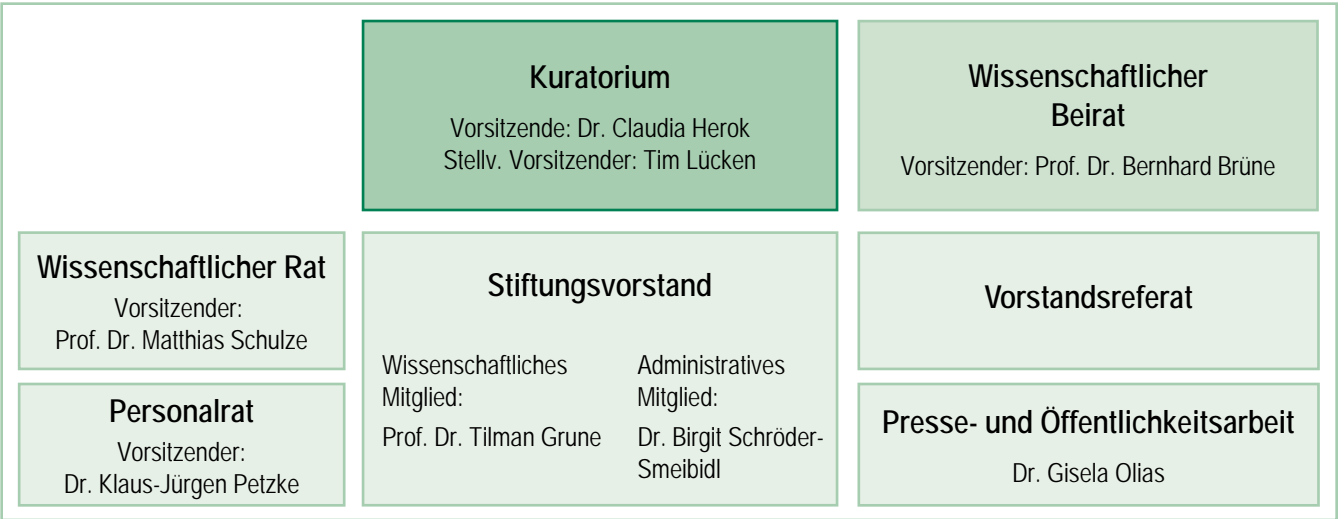 Kuratorium
Vorsitzende: Dr. Claudia Herok
Stellv. Vorsitzender: Tim Lücken
Wissenschaftlicher
Beirat
Vorsitzender: Prof. Dr. Bernhard Brüne
Wissenschaftlicher Rat
Vorsitzender:
Prof. Dr. Matthias Schulze
Personalrat
Vorsitzender:
Dr. Klaus-Jürgen Petzke
Stiftungsvorstand
Wissenschaftliches
Mitglied:
Prof. Dr. Tilman Grune
Administratives
Mitglied:
Dr. Birgit Schröder-
Smeibidl
Vorstandsreferat
Presse- und Öffentlichkeitsarbeit
Dr. Gisela Olias